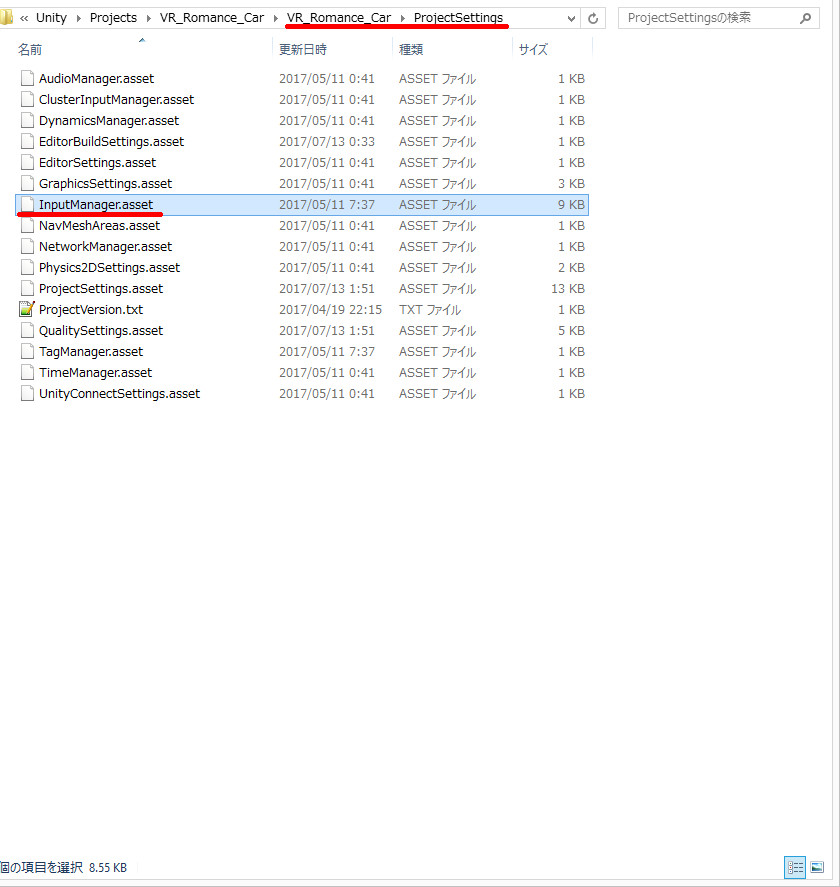 « Unity ▸ Projects ▸ VR_Romance_Car ▸ VR_Romance_Car ▸ ProjectSettings ProjectSettingsの検索
名前 更新日時 種類 サイズ
AudioManager.asset 2017/05/11 0:41 ASSET ファイル 1 KB
ClusterInputManager.asset 2017/05/11 0:41 ASSET ファイル 1 KB
DynamicsManager.asset 2017/05/11 0:41 ASSET ファイル 1 KB
EditorBuildSettings.asset 2017/07/13 0:33 ASSET ファイル 1 KB
EditorSettings.asset 2017/05/11 0:41 ASSET ファイル 1 KB
GraphicsSettings.asset 2017/05/11 0:41 ASSET ファイル 3 KB
InputManager.asset 2017/05/11 7:37 ASSET ファイル 9 KB
NavMeshAreas.asset 2017/05/11 0:41 ASSET ファイル 1 KB
NetworkManager.asset 2017/05/11 0:41 ASSET ファイル 1 KB
Physics2DSettings.asset 2017/05/11 0:41 ASSET ファイル 2 KB
ProjectSettings.asset 2017/07/13 1:51 ASSET ファイル 13 KB
ProjectVersion.txt 2017/04/19 22:15 TXT ファイル 1 KB
QualitySettings.asset 2017/07/13 1:51 ASSET ファイル 5 KB
TagManager.asset 2017/05/11 7:37 ASSET ファイル 1 KB
TimeManager.asset 2017/05/11 0:41 ASSET ファイル 1 KB
UnityConnectSettings.asset 2017/05/11 0:41 ASSET ファイル 1 KB
個の項目を選択 8.55 KB